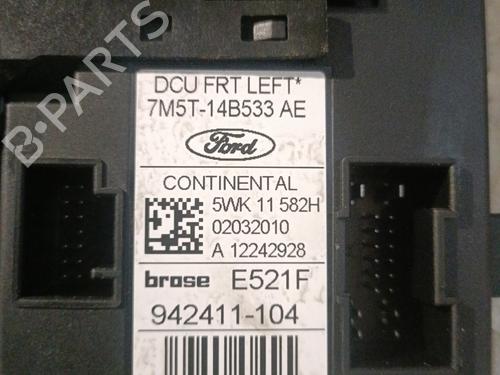 DCU FRT LEFT*
7M5T-14B533 AE
Ford
CONTINENTAL
5WK 11 582H
02032010
A 12242928
brose E521F
942411-104
B-PARTS